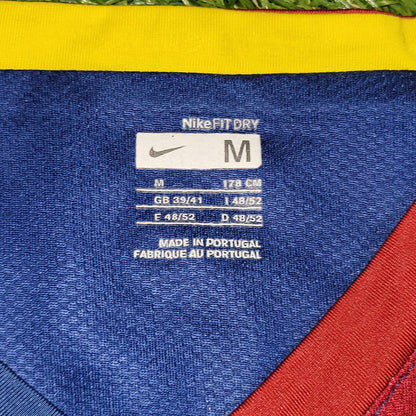 NikeFIT DRY
M
M 178 CM
GB 39/41 I 48/52
F 48/52 D 48/52
MADE IN PORTUGAL
FABRIQUE AU PORTUGAL